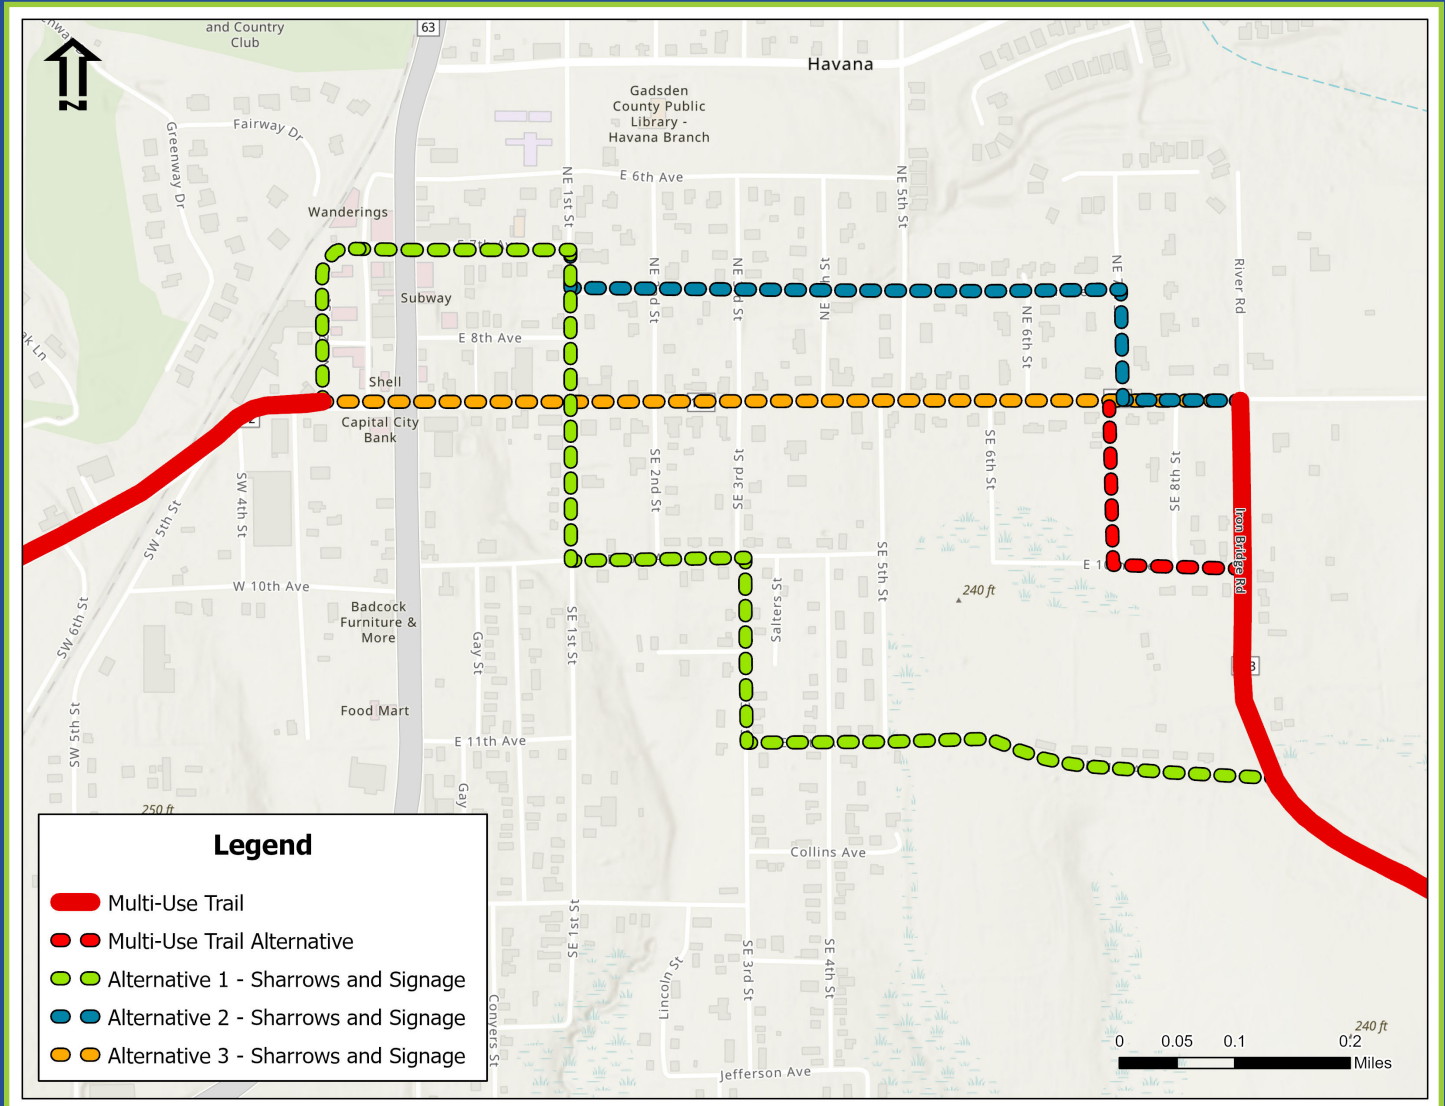 and Country
Club
63
Havana
N
Gadsden
County Public
Library -
Havana Branch
Greenway Dr
Fairway Dr
NE 1st St
E 6th Ave
NE 5th St
Wanderings
River Rd
Subway
NE 6th St
E 8th Ave
Shell
Capital City
Bank
SW 4th St
SE 2nd St
SE 3rd St
SE 6th St
SE 8th St
SW 5th St
Iron Bridge Rd
SE 5th St
W 10th Ave
240 ft
Salters St
SW 6th St
Badcock
Furniture &
More
Gay St
SE 1st St
Food Mart
SW 5th St
E 11th Ave
Gay
250 ft
Collins Ave
SE 1st St
SE 3rd St
SE 4th St
Lincoln St
Conyers St
Jefferson Ave
240 ft
Legend
Multi-Use Trail
Multi-Use Trail Alternative
Alternative 1 - Sharrows and Signage
Alternative 2 - Sharrows and Signage
Alternative 3 - Sharrows and Signage
0 0.05 0.1 0.2
Miles